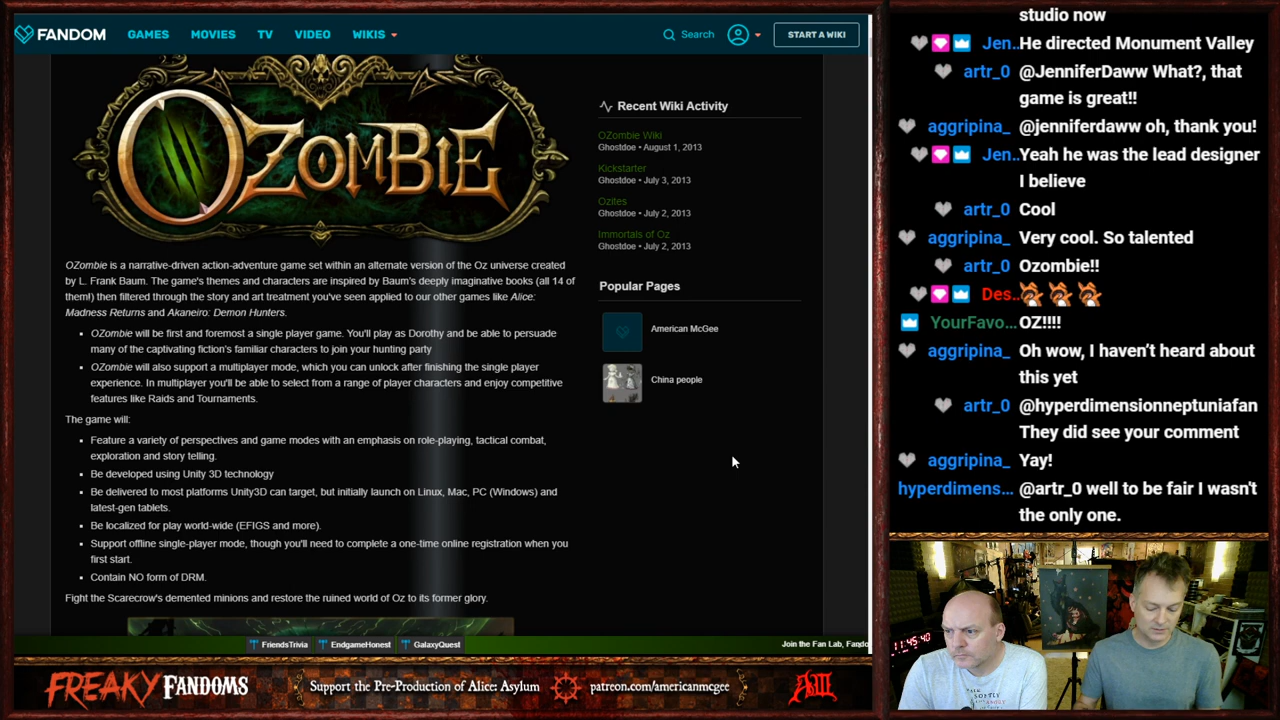 FANDOM GAMES MOVIES TV VIDEO WIKIS Search START A WIKI
OZOMBIE
OZombie is a narrative-driven action-adventure game set within an alternate version of the Oz universe created
by L. Frank Baum. The game's themes and characters are inspired by Baum's deeply imaginative books (all 14 of
them!) then filtered through the story and art treatment you've seen applied to our other games like Alice:
Madness Returns and Akaneiro: Demon Hunters.
OZombie will be first and foremost a single player game. You'll play as Dorothy and be able to persuade
many of the captivating fiction's familiar characters to join your hunting party
OZombie will also support a multiplayer mode, which you can unlock after finishing the single player
experience. In multiplayer you'll be able to select from a range of player characters and enjoy competitive
features like Raids and Tournaments.
The game will:
Feature a variety of perspectives and game modes with an emphasis on role-playing, tactical combat,
exploration and story telling.
Be developed using Unity 3D technology
Be delivered to most platforms Unity3D can target, but initially launch on Linux, Mac, PC (Windows) and
latest-gen tablets.
Be localized for play world-wide (EFIGS and more).
Support offline single-player mode, though you'll need to complete a one-time online registration when you
first start.
Contain NO form of DRM.
Fight the Scarecrow's demented minions and restore the ruined world of Oz to its former glory.
Recent Wiki Activity
OZombie Wiki
Ghostdoe • August 1, 2013
Kickstarter
Ghostdoe • July 3, 2013
Ozites
Ghostdoe • July 2, 2013
Immortals of Oz
Ghostdoe • July 2, 2013
Popular Pages
American McGee
China people
FriendsTrivia EndgameHonest GalaxyQuest Join the Fan Lab, Fando
FREAKY FANDOMS Support the Pre-Production of Alice: Asylum patreon.com/americanmcgee
studio now
Jen.. He directed Monument Valley
artr_0 @JenniferDaww What?, that
game is great!!
aggripina_ @jenniferdaww oh, thank you!
Jen.. Yeah he was the lead designer
I believe
artr_0 Cool
aggripina_ Very cool. So talented
artr_0 Ozombie!!
Des..
YourFavo... OZ!!!!
aggripina_ Oh wow, I haven't heard about
this yet
artr_0 @hyperdimensionneptuniafan
They did see your comment
aggripina_ Yay!
hyperdimens... @artr_0 well to be fair I wasn't
the only one.
11:45:40